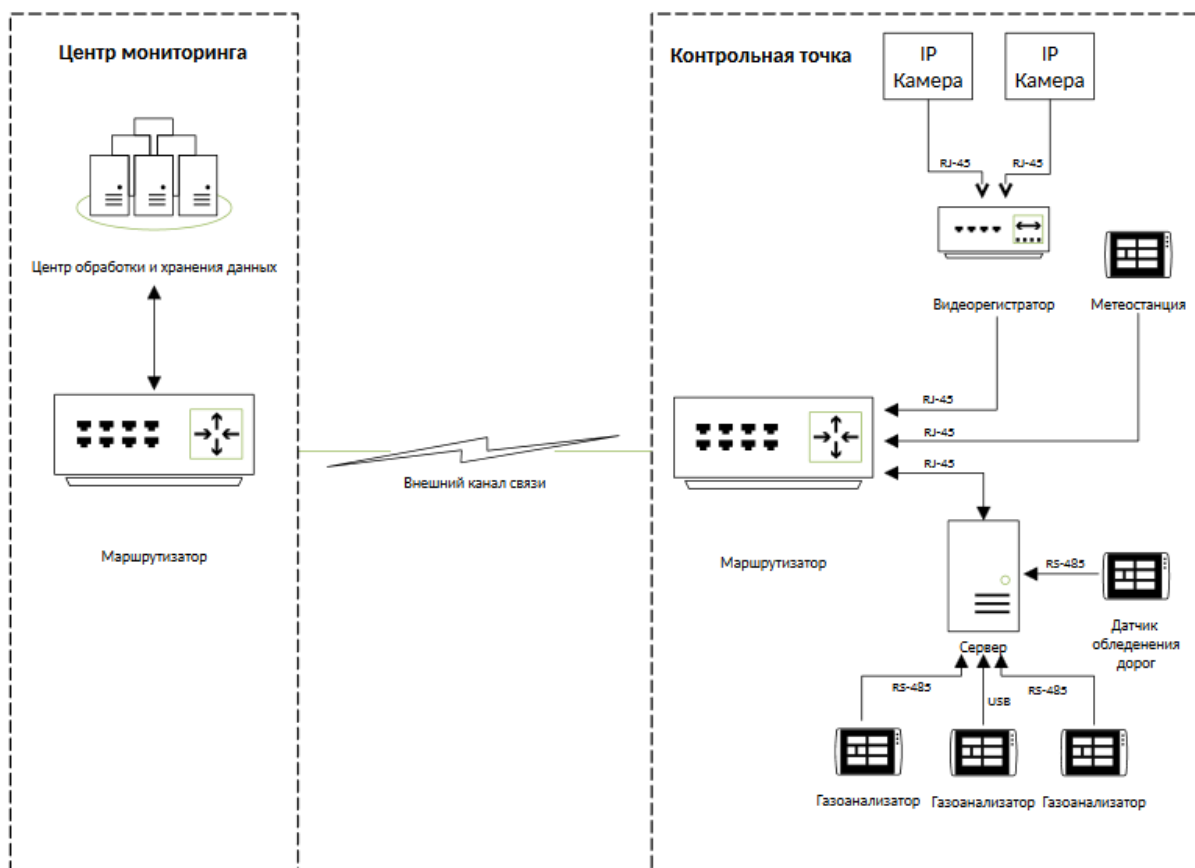 Центр мониторинга
Центр обработки и хранения данных
Маршрутизатор
Внешний канал связи
Контрольная точка
IP
Камера
IP
Камера
RJ-45
RJ-45
Видеорегистратор
Метеостанция
RJ-45
RJ-45
RJ-45
Маршрутизатор
RS-485
Датчик
обледенения
дорог
Сервер
RS-485
USB
RS-485
Газоанализатор
Газоанализатор
Газоанализатор